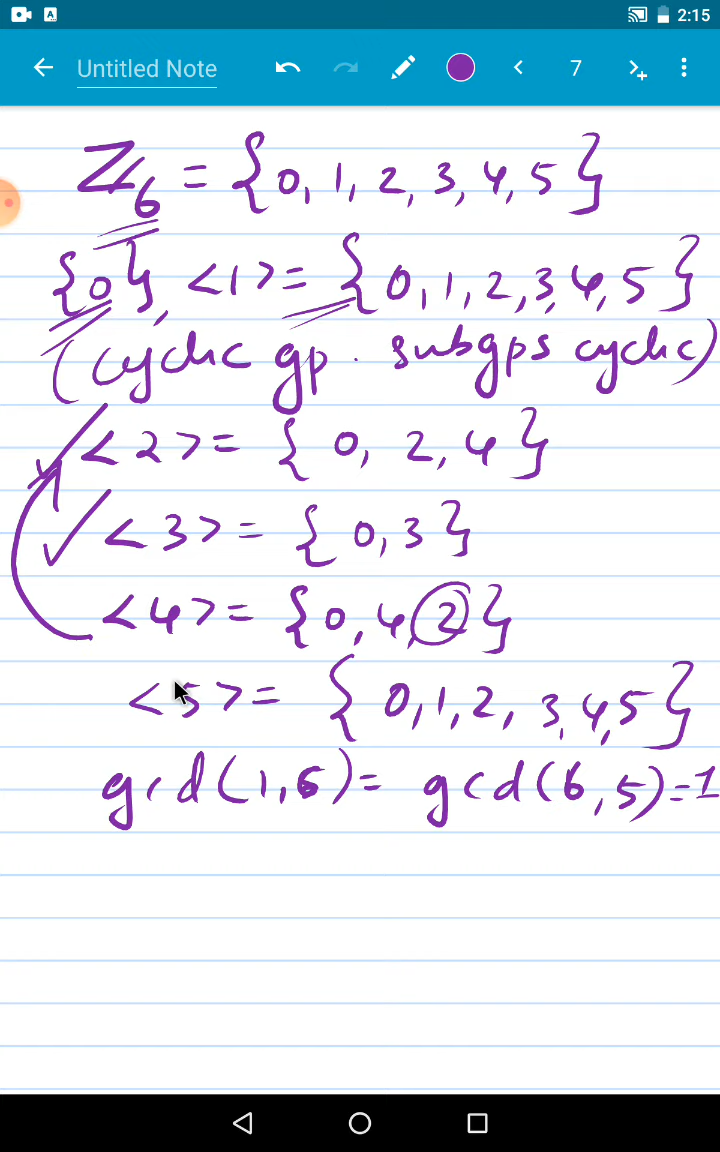 A 2:15
Untitled Note 7
Z6 = {0, 1, 2, 3, 4, 5}
{0}, <1> = {0, 1, 2, 3, 4, 5}
(cyclic gp. subgps cyclic)
<2> = {0, 2, 4}
<3> = {0, 3}
<4> = {0, 4, 2}
<5> = {0, 1, 2, 3, 4, 5}
gcd(1, 6) = gcd(6, 5) = 1